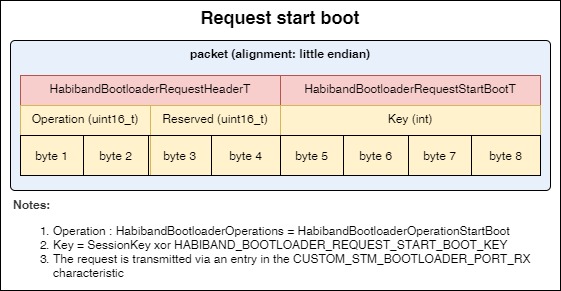 Request start boot
packet (alignment: little endian)
HabibandBootloaderRequestHeaderT HabibandBootloaderRequestStartBootT
Operation (uint16_t) Reserved (uint16_t) Key (int)
byte 1 byte 2 byte 3 byte 4 byte 5 byte 6 byte 7 byte 8
Notes:
1. Operation : HabibandBootloaderOperations = HabibandBootloaderOperationStartBoot
2. Key = SessionKey xor HABIBAND_BOOTLOADER_REQUEST_START_BOOT_KEY
3. The request is transmitted via an entry in the CUSTOM_STM_BOOTLOADER_PORT_RX
characteristic